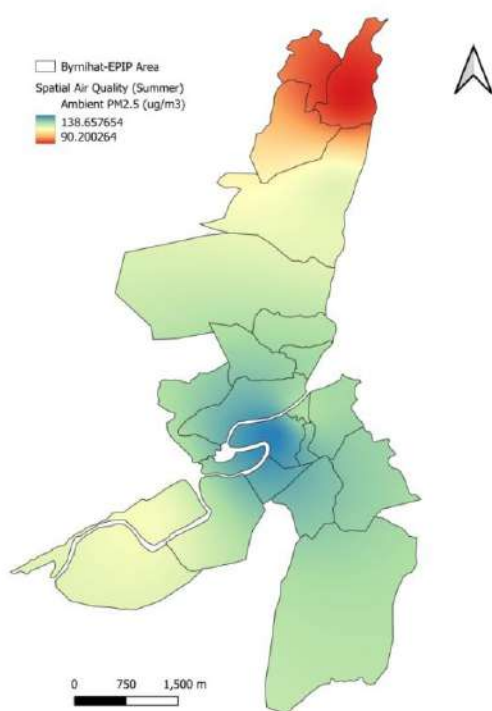 Byrnihat-EPIP Area
Spatial Air Quality (Summer)
Ambient PM2.5 (ug/m3)
138.657654
90.200264
0 750 1,500 m